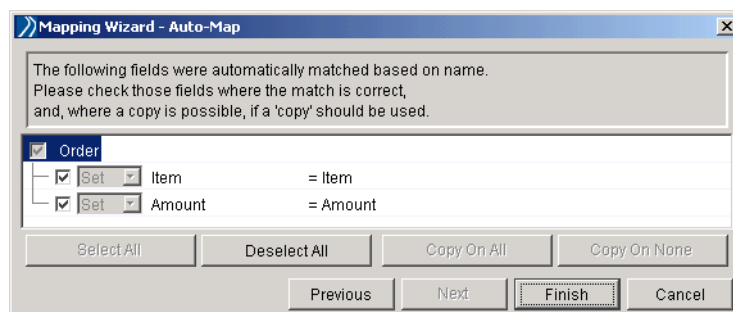 Mapping Wizard - Auto-Map
The following fields were automatically matched based on name.
Please check those fields where the match is correct,
and, where a copy is possible, if a 'copy' should be used.
Order
Set Item = Item
Set Amount = Amount
Select All Deselect All Copy On All Copy On None
Previous Next Finish Cancel